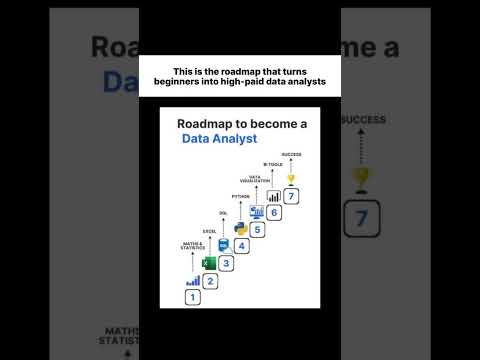 Roadmap to become a
Data Analyst
This is the roadmap that turns
beginners into high-paid data analysts
Roadmap to become a
Data Analyst
SUCCESS
BI TOOLS
DATA
VISUALIZATION
PYTHON
SQL
EXCEL
MATHS &
STATISTICS
1
2
3
4
5
6
7
SUCCESS
7
MATHS &
STATISTICS